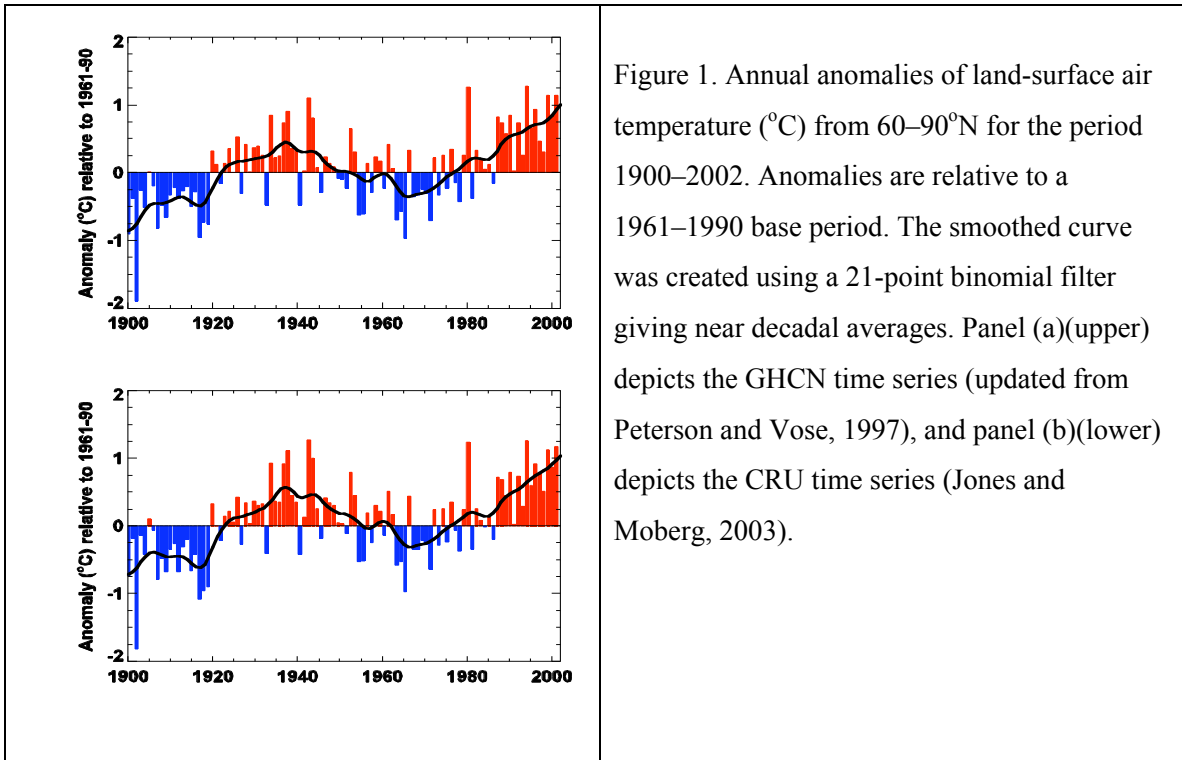 Anomaly (°C) relative to 1961-90
2
1
0
-1
-2
1900 1920 1940 1960 1980 2000
Anomaly (°C) relative to 1961-90
2
1
0
-1
-2
1900 1920 1940 1960 1980 2000
Figure 1. Annual anomalies of land-surface air
temperature (°C) from 60–90°N for the period
1900–2002. Anomalies are relative to a
1961–1990 base period. The smoothed curve
was created using a 21-point binomial filter
giving near decadal averages. Panel (a)(upper)
depicts the GHCN time series (updated from
Peterson and Vose, 1997), and panel (b)(lower)
depicts the CRU time series (Jones and
Moberg, 2003).